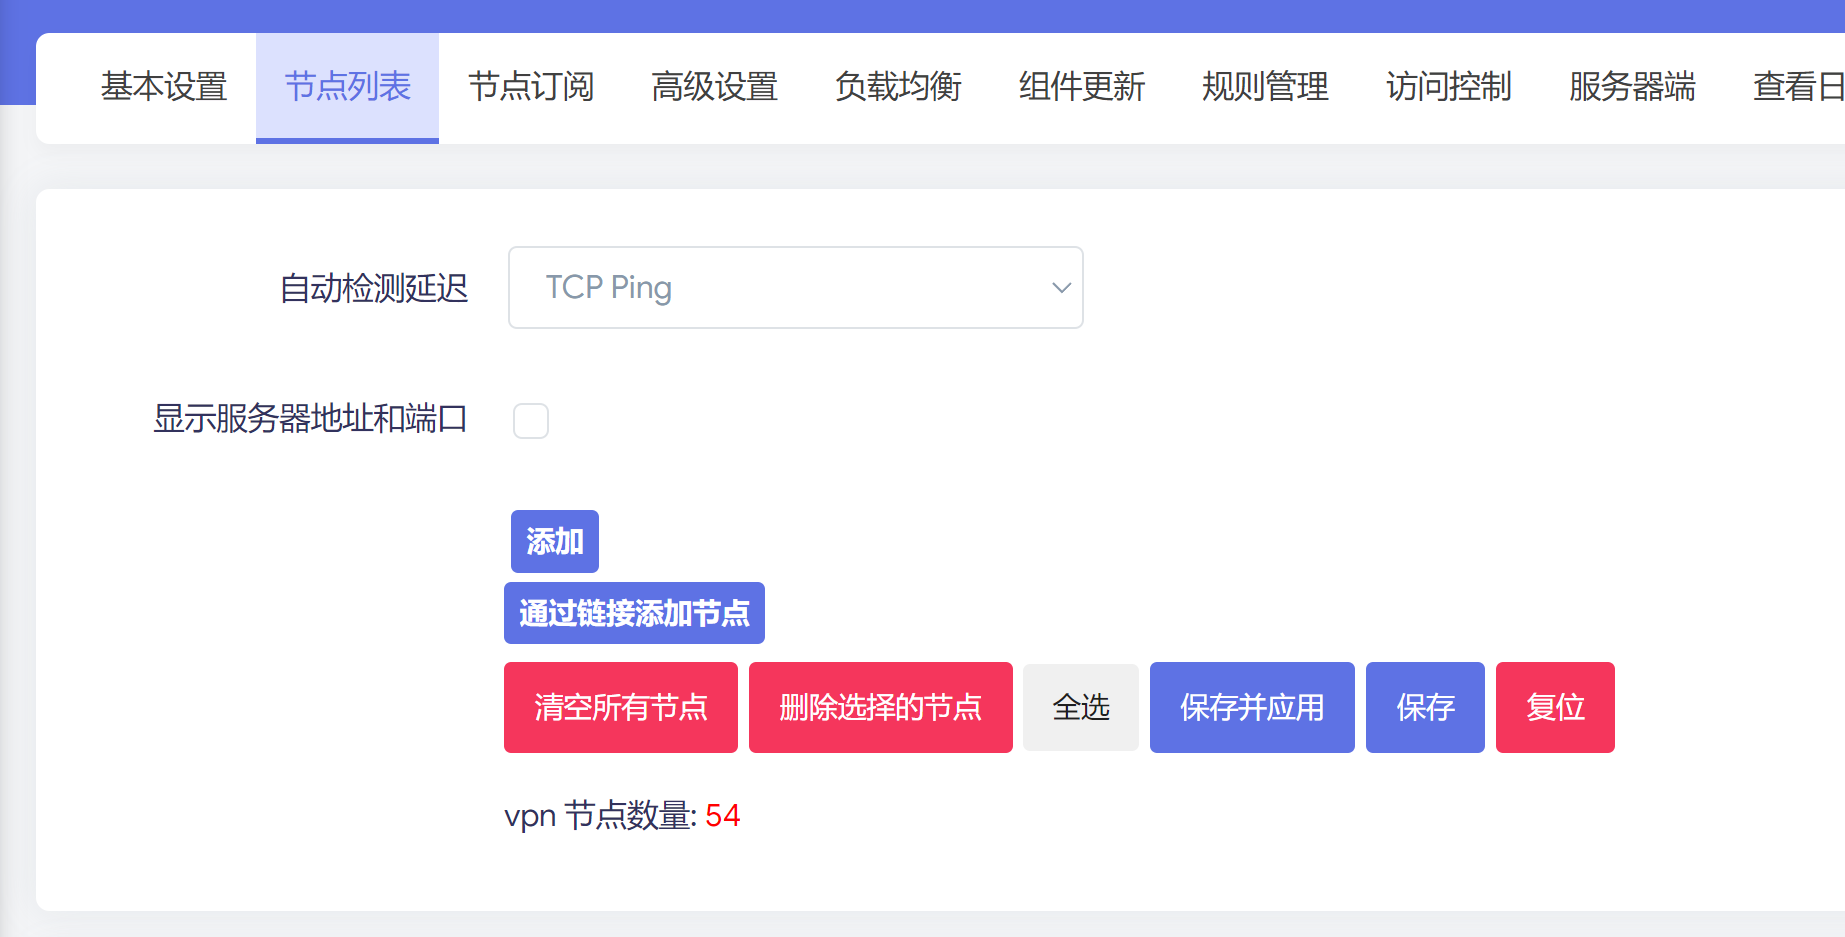 基本设置 节点列表 节点订阅 高级设置 负载均衡 组件更新 规则管理 访问控制 服务器端 查看日
自动检测延迟 TCP Ping
显示服务器地址和端口
添加
通过链接添加节点
清空所有节点 删除选择的节点 全选 保存并应用 保存 复位
vpn 节点数量: 54